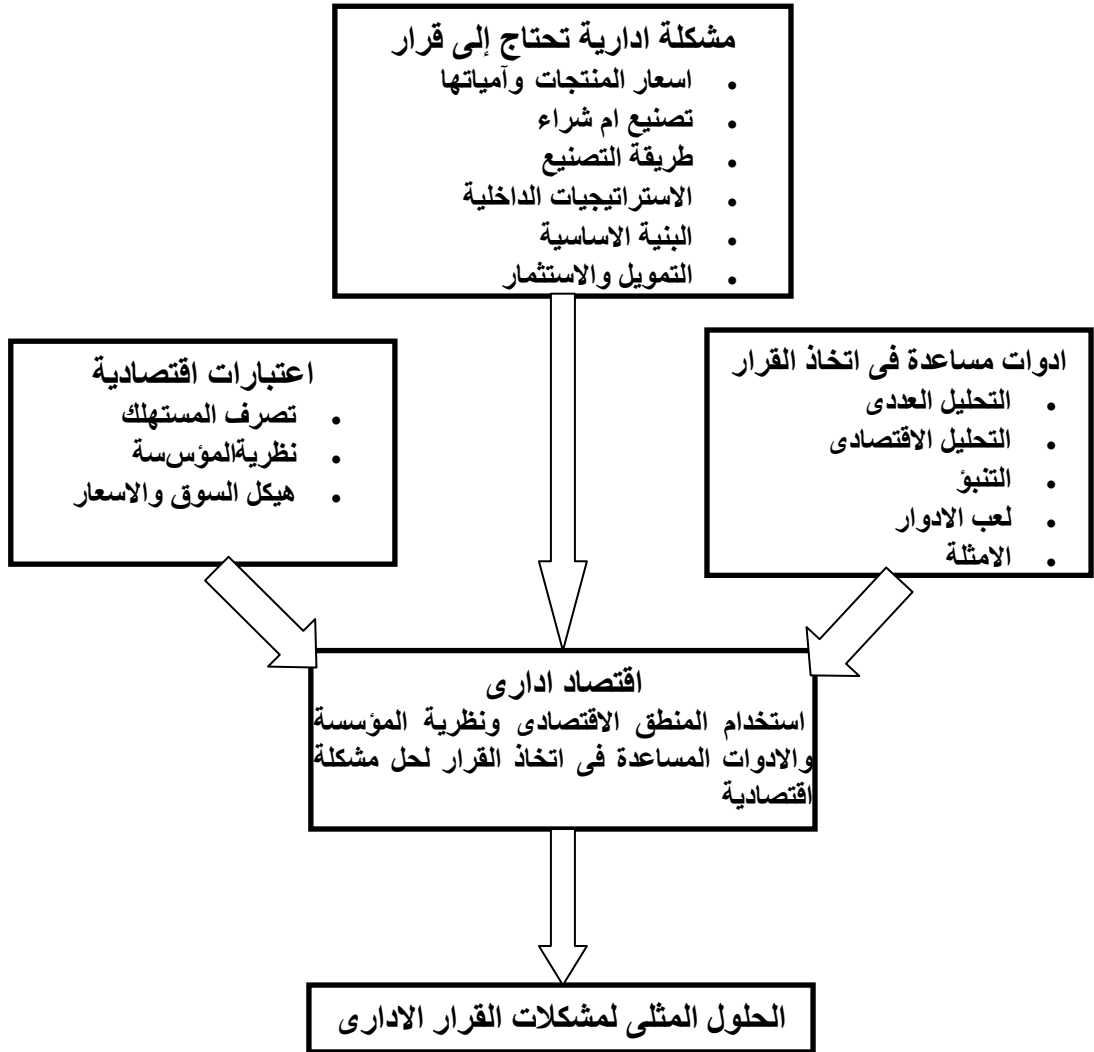 مشكلة ادارية تحتاج إلى قرار
• اسعار المنتجات وآمياتها
• تصنيع ام شراء
• طريقة التصنيع
• الاستراتيجيات الداخلية
• البنية الاساسية
• التمويل والاستثمار
ادوات مساعدة فى اتخاذ القرار
• التحليل العددى
• التحليل الاقتصادى
• التنبؤ
• لعب الادوار
• الامثلة
اعتبارات اقتصادية
• تصرف المستهلك
• نظريةالمؤسسة
• هيكل السوق والاسعار
اقتصاد ادارى
استخدام المنطق الاقتصادى ونظرية المؤسسة
والادوات المساعدة فى اتخاذ القرار لحل مشكلة
اقتصادية
الحلول المثلى لمشكلات القرار الادارى